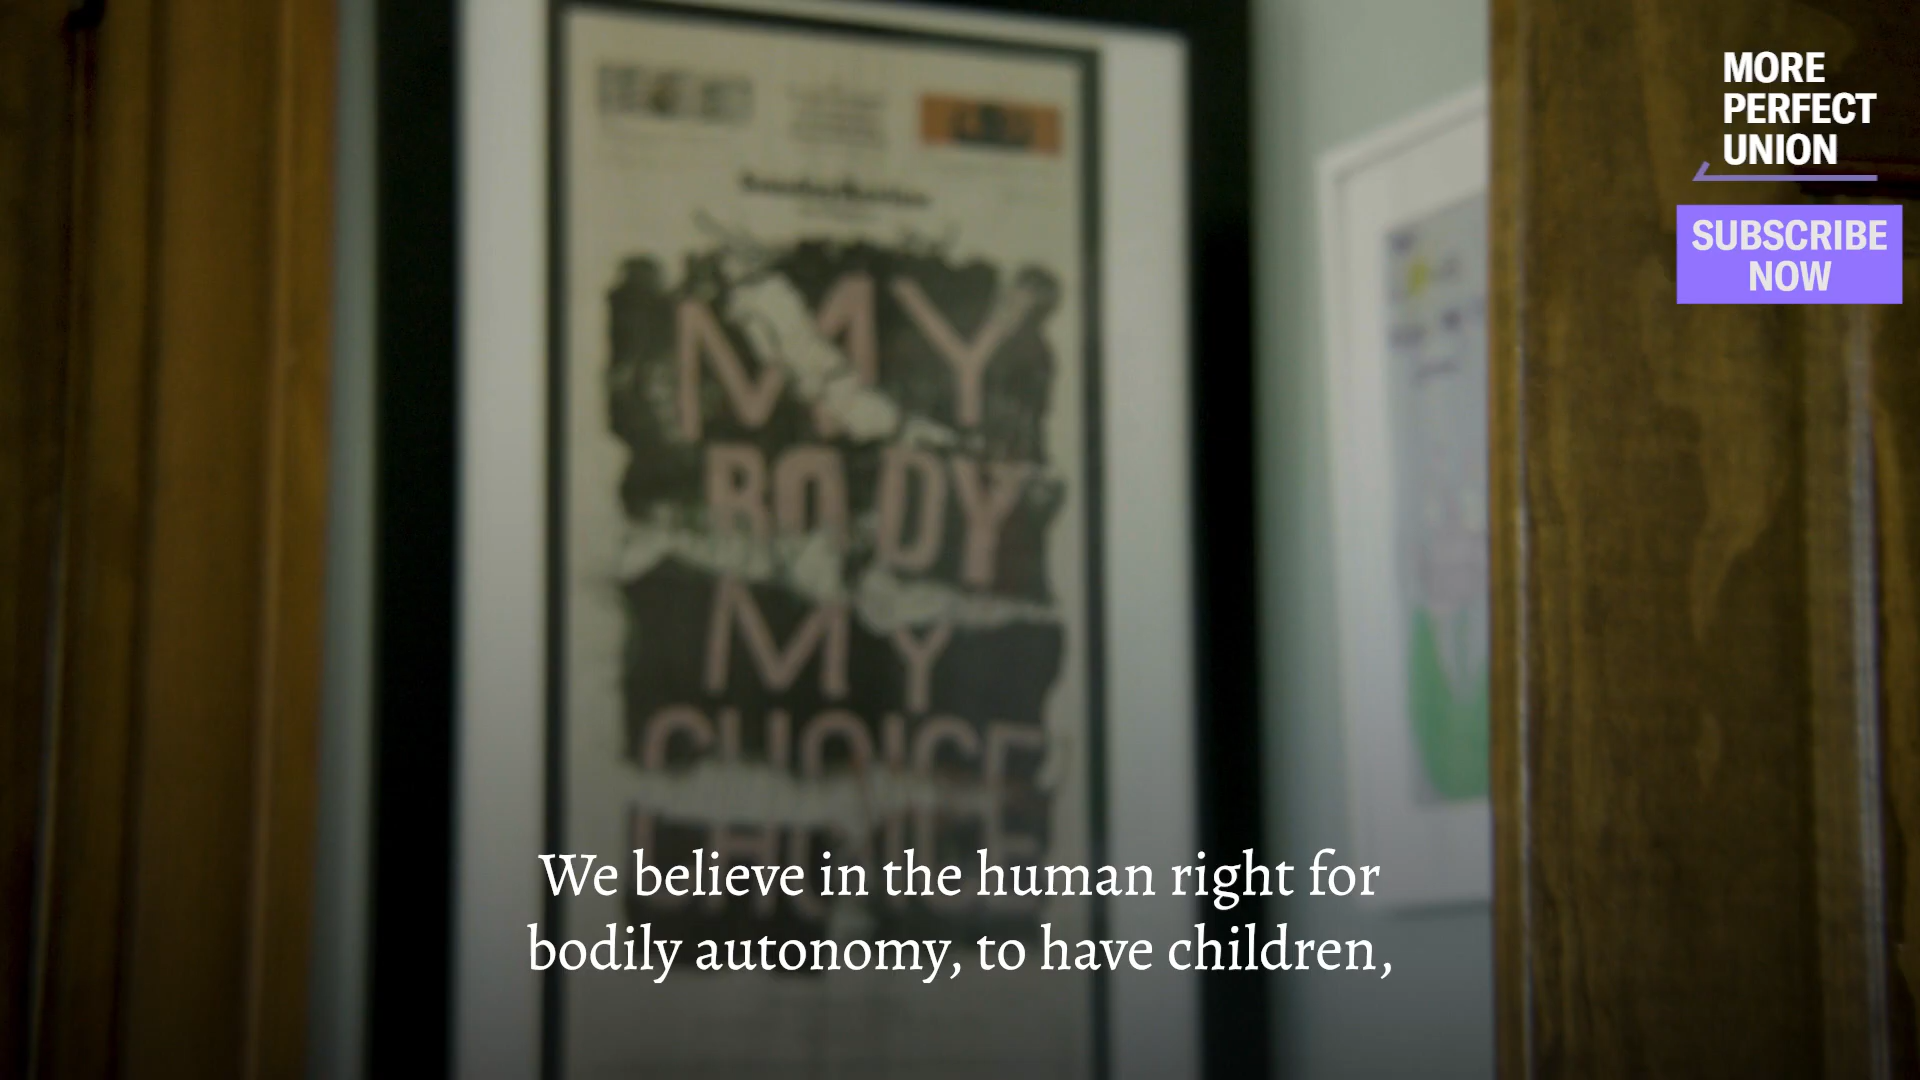 MORE
PERFECT
UNION
SUBSCRIBE
NOW
MY
BODY
MY
CHOICE
CHOICE
We believe in the human right for
bodily autonomy, to have children,